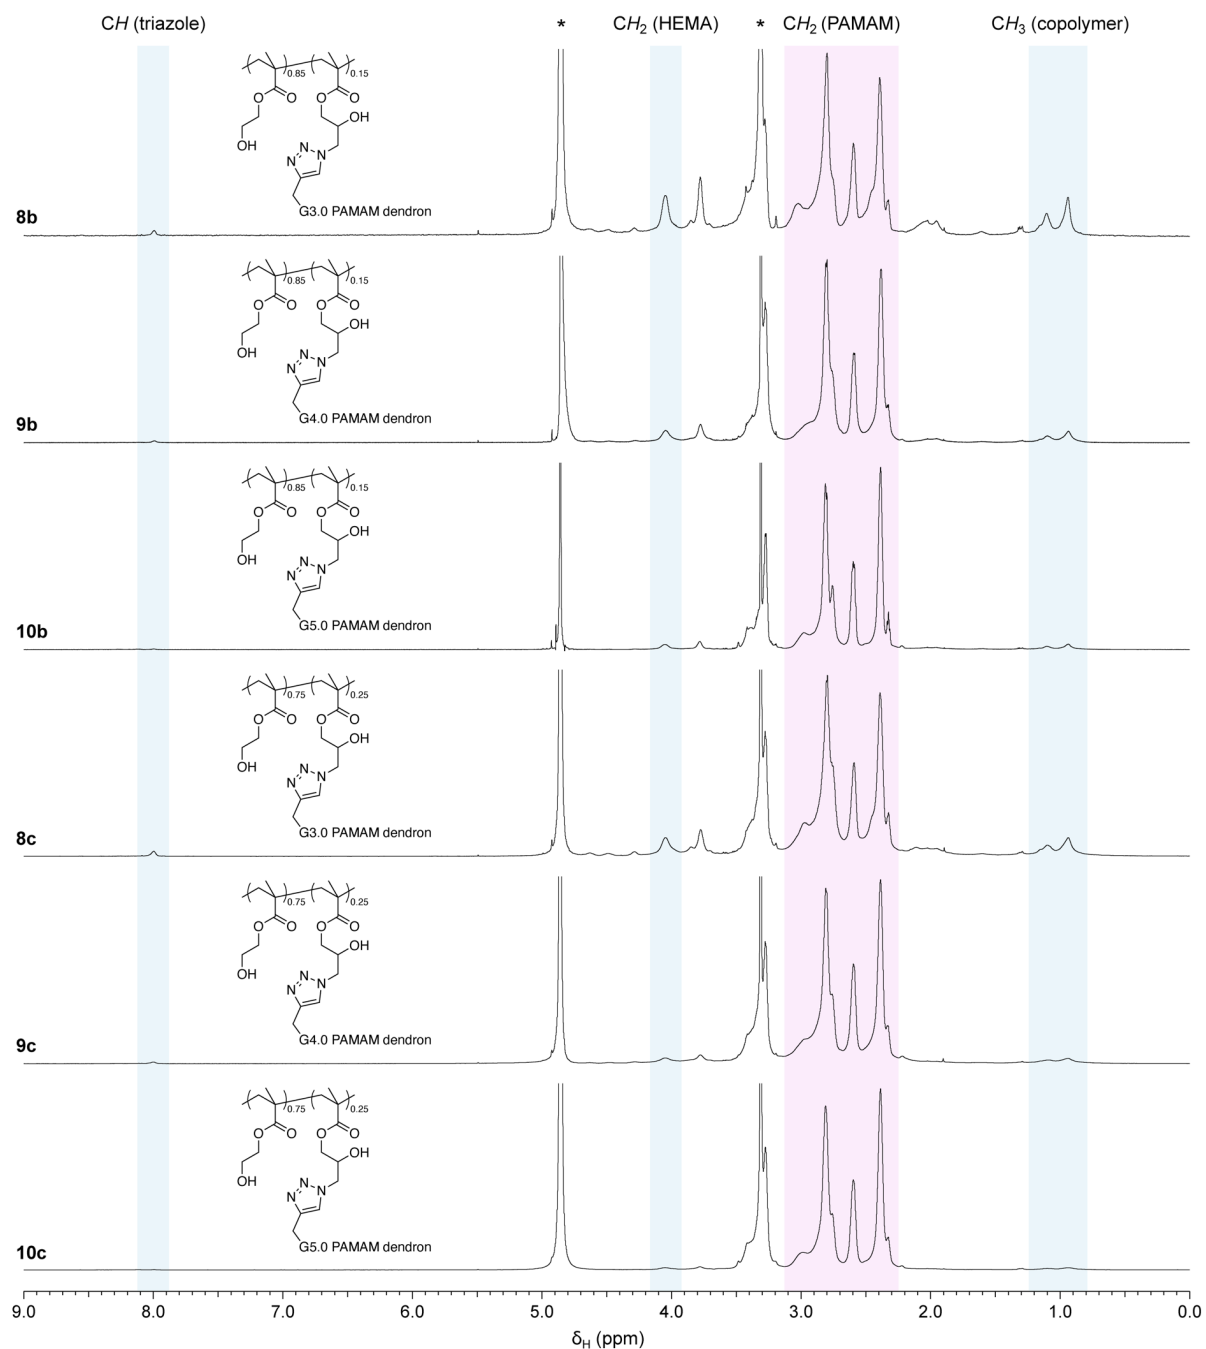 CH (triazole) * CH2 (HEMA) * CH2 (PAMAM) CH3 (copolymer)
0.85 0.15
O O O O
OH
OH
N N N
G3.0 PAMAM dendron
8b
0.85 0.15
O O O O
OH
OH
N N N
G4.0 PAMAM dendron
9b
0.85 0.15
O O O O
OH
OH
N N N
G5.0 PAMAM dendron
10b
0.75 0.25
O O O O
OH
OH
N N N
G3.0 PAMAM dendron
8c
0.75 0.25
O O O O
OH
OH
N N N
G4.0 PAMAM dendron
9c
0.75 0.25
O O O O
OH
OH
N N N
G5.0 PAMAM dendron
10c
9.0 8.0 7.0 6.0 5.0 4.0 3.0 2.0 1.0 0.0
δH (ppm)